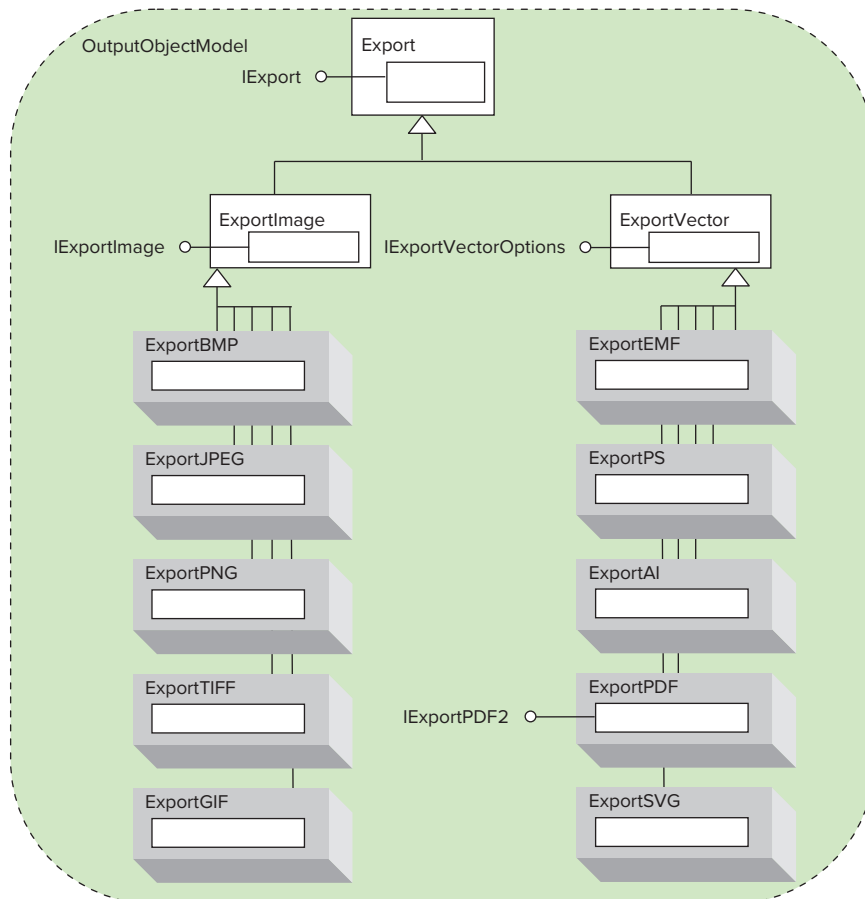 OutputObjectModel
Export
IExport
ExportImage
IExportImage
ExportVector
IExportVectorOptions
ExportBMP
ExportJPEG
ExportPNG
ExportTIFF
ExportGIF
ExportEMF
ExportPS
ExportAI
ExportPDF
IExportPDF2
ExportSVG